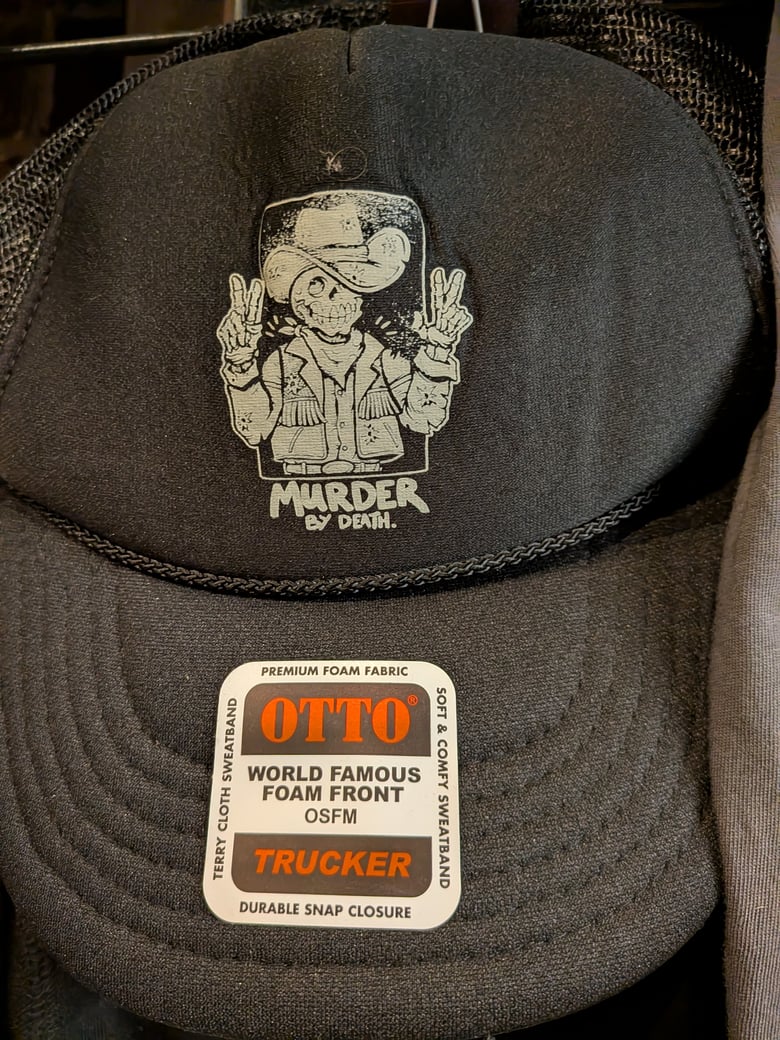 MURDER
BY DEATH.
PREMIUM FOAM FABRIC
OTTO®
WORLD FAMOUS
FOAM FRONT
OSFM
TRUCKER
DURABLE SNAP CLOSURE
TERRY CLOTH SWEATBAND
SOFT & COMFY SWEATBAND